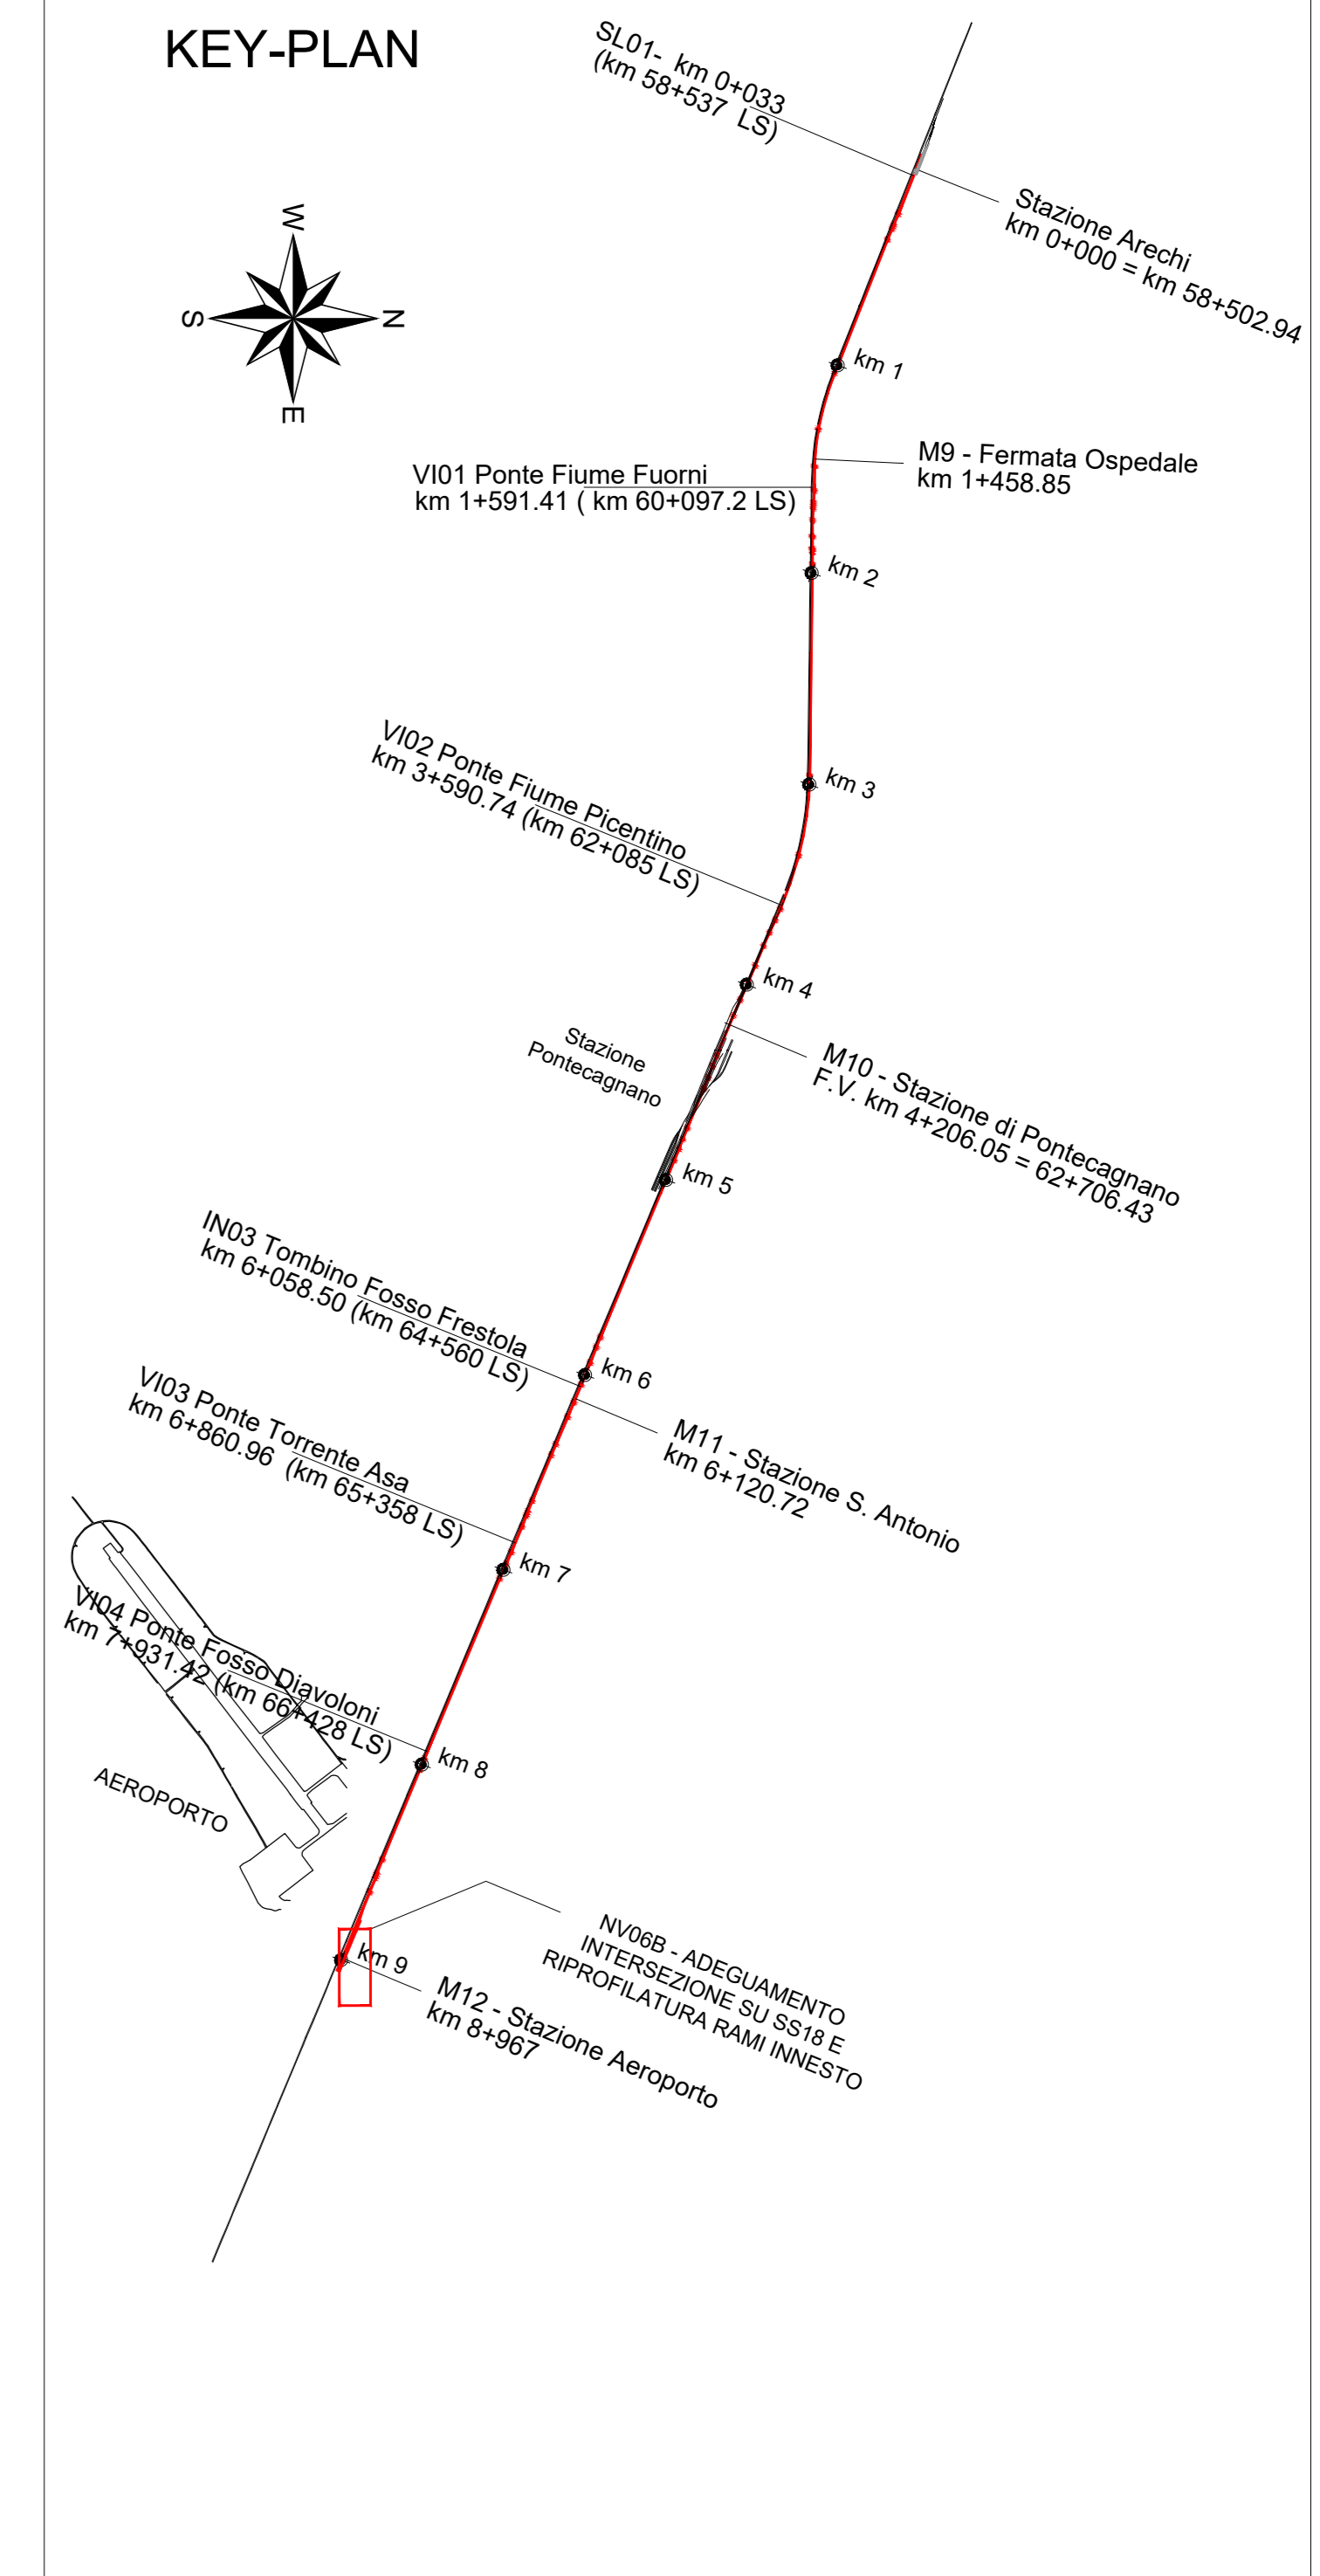 KEY-PLAN
SL01-  km 0+033
(km 58+537  LS)
Stazione Arechi
km 0+000 = km 58+502.94
W
S
N
E
km 1
M9 - Fermata Ospedale
km 1+458.85
VI01 Ponte Fiume Fuorni
km 1+591.41 ( km 60+097.2 LS)
km 2
VI02 Ponte Fiume Picentino
km 3+590.74 (km 62+085 LS)
km 3
km 4
Stazione
Pontecagnano
M10 - Stazione di Pontecagnano
F.V. km 4+206.05 = 62+706.43
km 5
IN03 Tombino Fosso Frestola
km 6+058.50 (km 64+560 LS)
km 6
VI03 Ponte Torrente Asa
km 6+860.96  (km 65+358 LS)
M11 - Stazione S. Antonio
km 6+120.72
km 7
VI04 Ponte Fosso Diavoloni
km 7+931.42 (km 66+428 LS)
km 8
AEROPORTO
NV06B - ADEGUAMENTO
INTERSEZIONE SU SS18 E
RIPROFILATURA RAMI INNESTO
km 9
M12 - Stazione Aeroporto
km 8+967